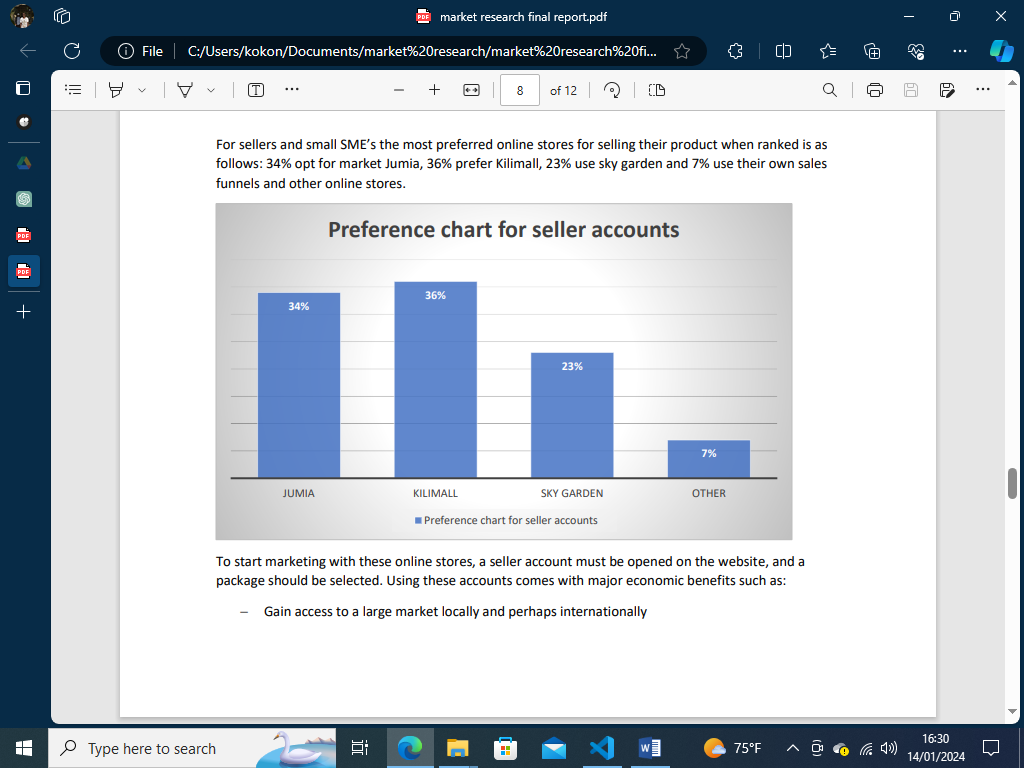 market research final report.pdf
File
C:/Users/kokon/Documents/market%20research/market%20research%20fi...
8
of 12
For sellers and small SME's the most preferred online stores for selling their product when ranked is as
follows: 34% opt for market Jumia, 36% prefer Kilimall, 23% use sky garden and 7% use their own sales
funnels and other online stores.
Preference chart for seller accounts
34%
36%
23%
7%
JUMIA
KILIMALL
SKY GARDEN
OTHER
Preference chart for seller accounts
To start marketing with these online stores, a seller account must be opened on the website, and a
package should be selected. Using these accounts comes with major economic benefits such as:
– Gain access to a large market locally and perhaps internationally
Type here to search
75°F
16:30
14/01/2024